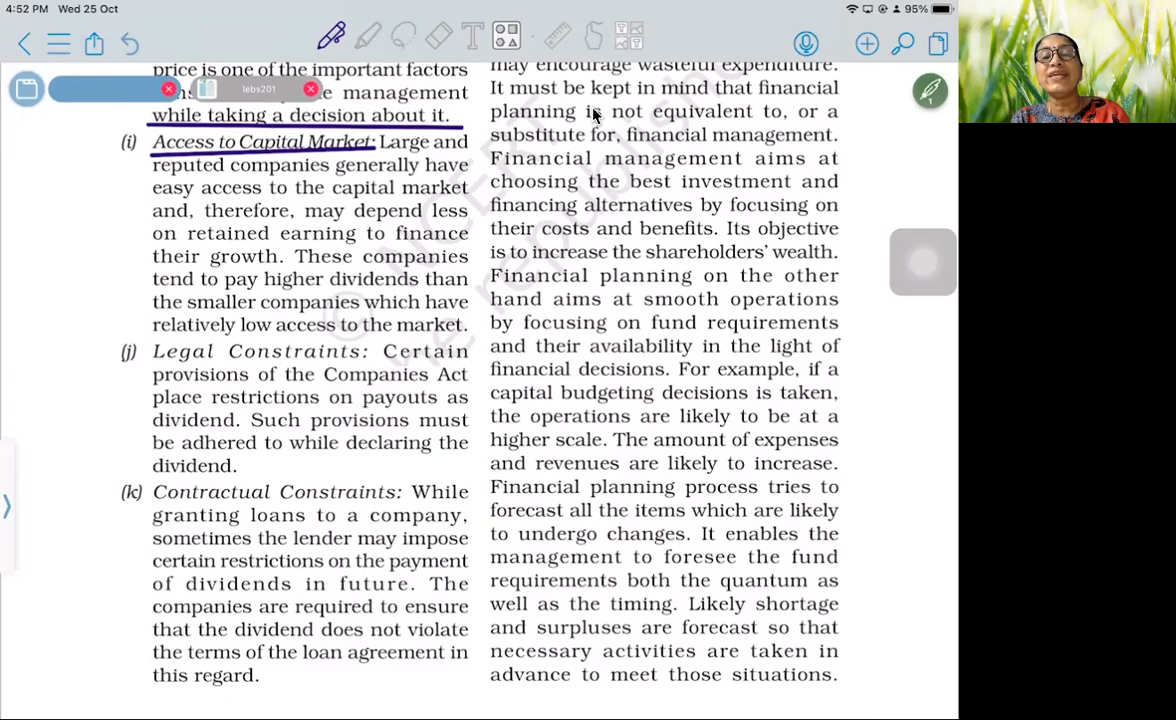 4:52 PM Wed 25 Oct
95%
lebs201
price is one of the important factors
management
while taking a decision about it.
(i) Access to Capital Market: Large and
reputed companies generally have
easy access to the capital market
and, therefore, may depend less
on retained earning to finance
their growth. These companies
tend to pay higher dividends than
the smaller companies which have
relatively low access to the market.
(j) Legal Constraints: Certain
provisions of the Companies Act
place restrictions on payouts as
dividend. Such provisions must
be adhered to while declaring the
dividend.
(k) Contractual Constraints: While
granting loans to a company,
sometimes the lender may impose
certain restrictions on the payment
of dividends in future. The
companies are required to ensure
that the dividend does not violate
the terms of the loan agreement in
this regard.
may encourage wasteful expenditure.
It must be kept in mind that financial
planning is not equivalent to, or a
substitute for, financial management.
Financial management aims at
choosing the best investment and
financing alternatives by focusing on
their costs and benefits. Its objective
is to increase the shareholders' wealth.
Financial planning on the other
hand aims at smooth operations
by focusing on fund requirements
and their availability in the light of
financial decisions. For example, if a
capital budgeting decisions is taken,
the operations are likely to be at a
higher scale. The amount of expenses
and revenues are likely to increase.
Financial planning process tries to
forecast all the items which are likely
to undergo changes. It enables the
management to foresee the fund
requirements both the quantum as
well as the timing. Likely shortage
and surpluses are forecast so that
necessary activities are taken in
advance to meet those situations.
© NCERT
be republished
1